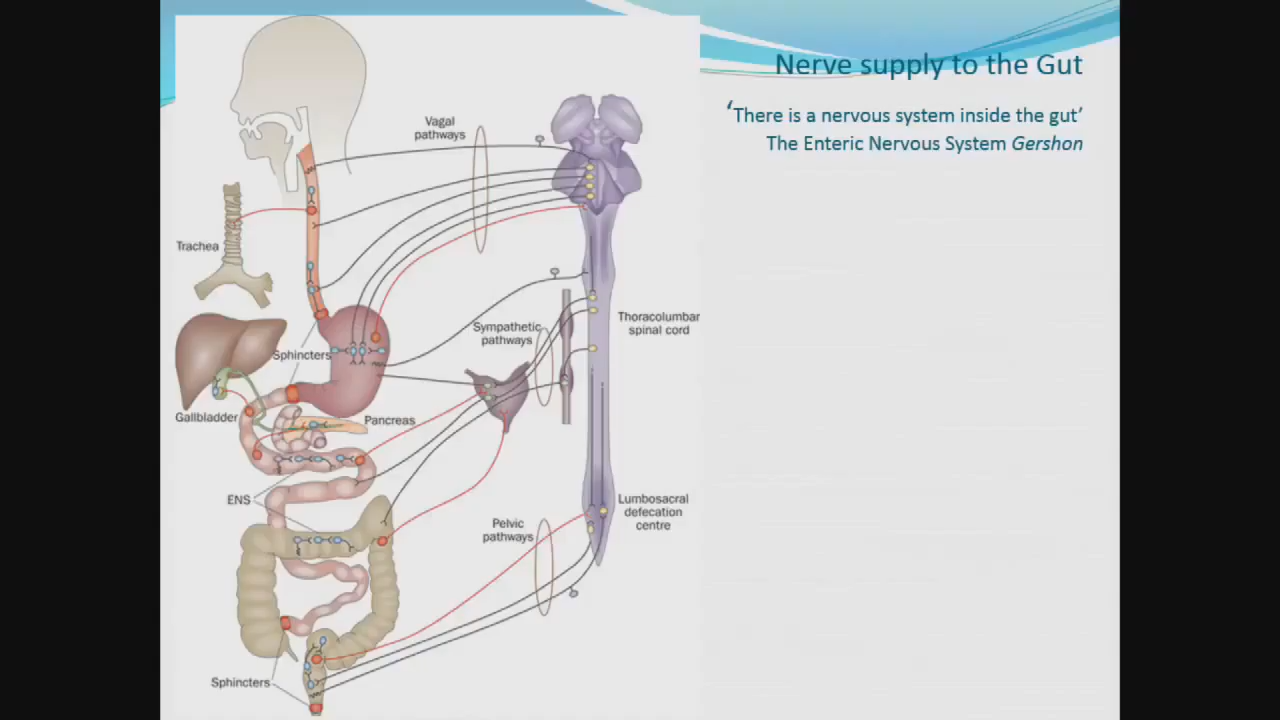 Nerve supply to the Gut
‘There is a nervous system inside the gut’
The Enteric Nervous System Gershon
Vagal
pathways
Trachea
Thoracolumbar
spinal cord
Sympathetic
pathways
Sphincters
Gallbladder
Pancreas
ENS
Lumbosacral
defecation
centre
Pelvic
pathways
Sphincters